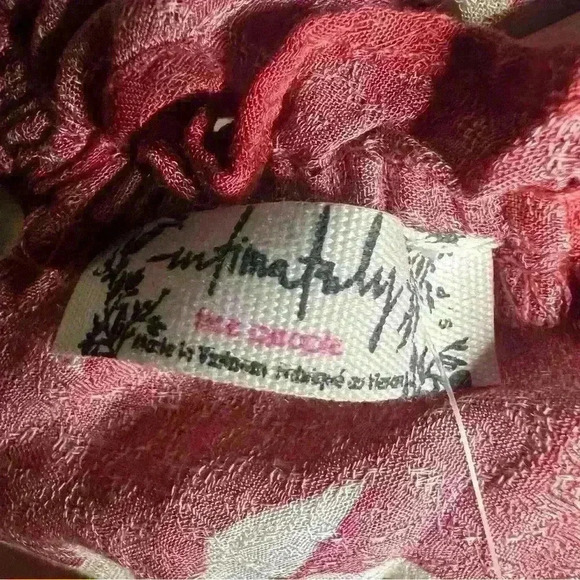 intimately
free people
Made in Vietnam Fabriqué au Vietnam